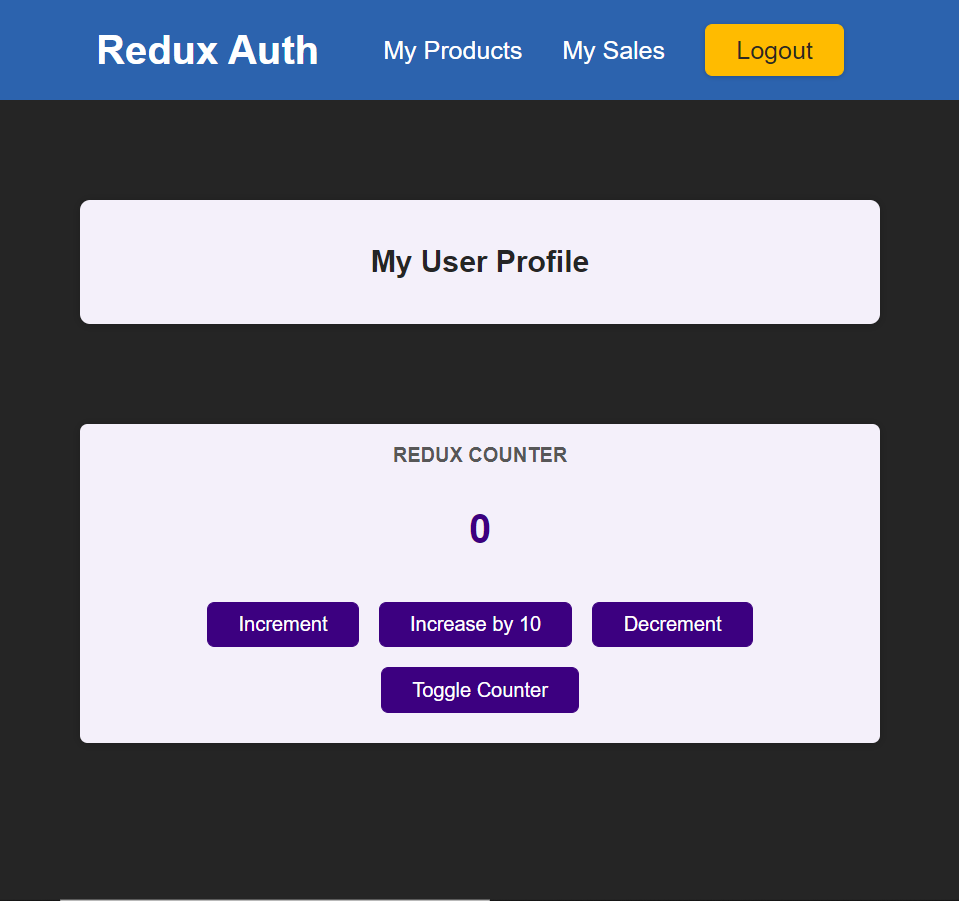 Redux Auth My Products My Sales Logout
My User Profile
REDUX COUNTER
0
Increment Increase by 10 Decrement
Toggle Counter